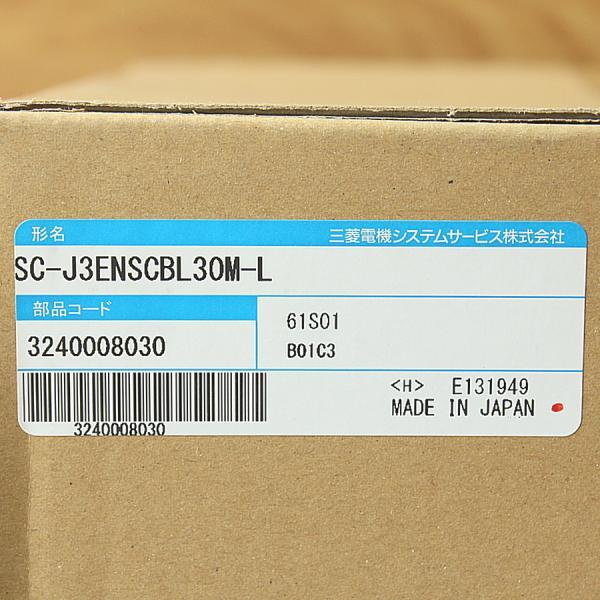 形名 三菱電機システムサービス株式会社
SC-J3ENSCBL30M-L
部品コード
3240008030
61S01
B01C3
3240008030
<H> E131949
MADE IN JAPAN